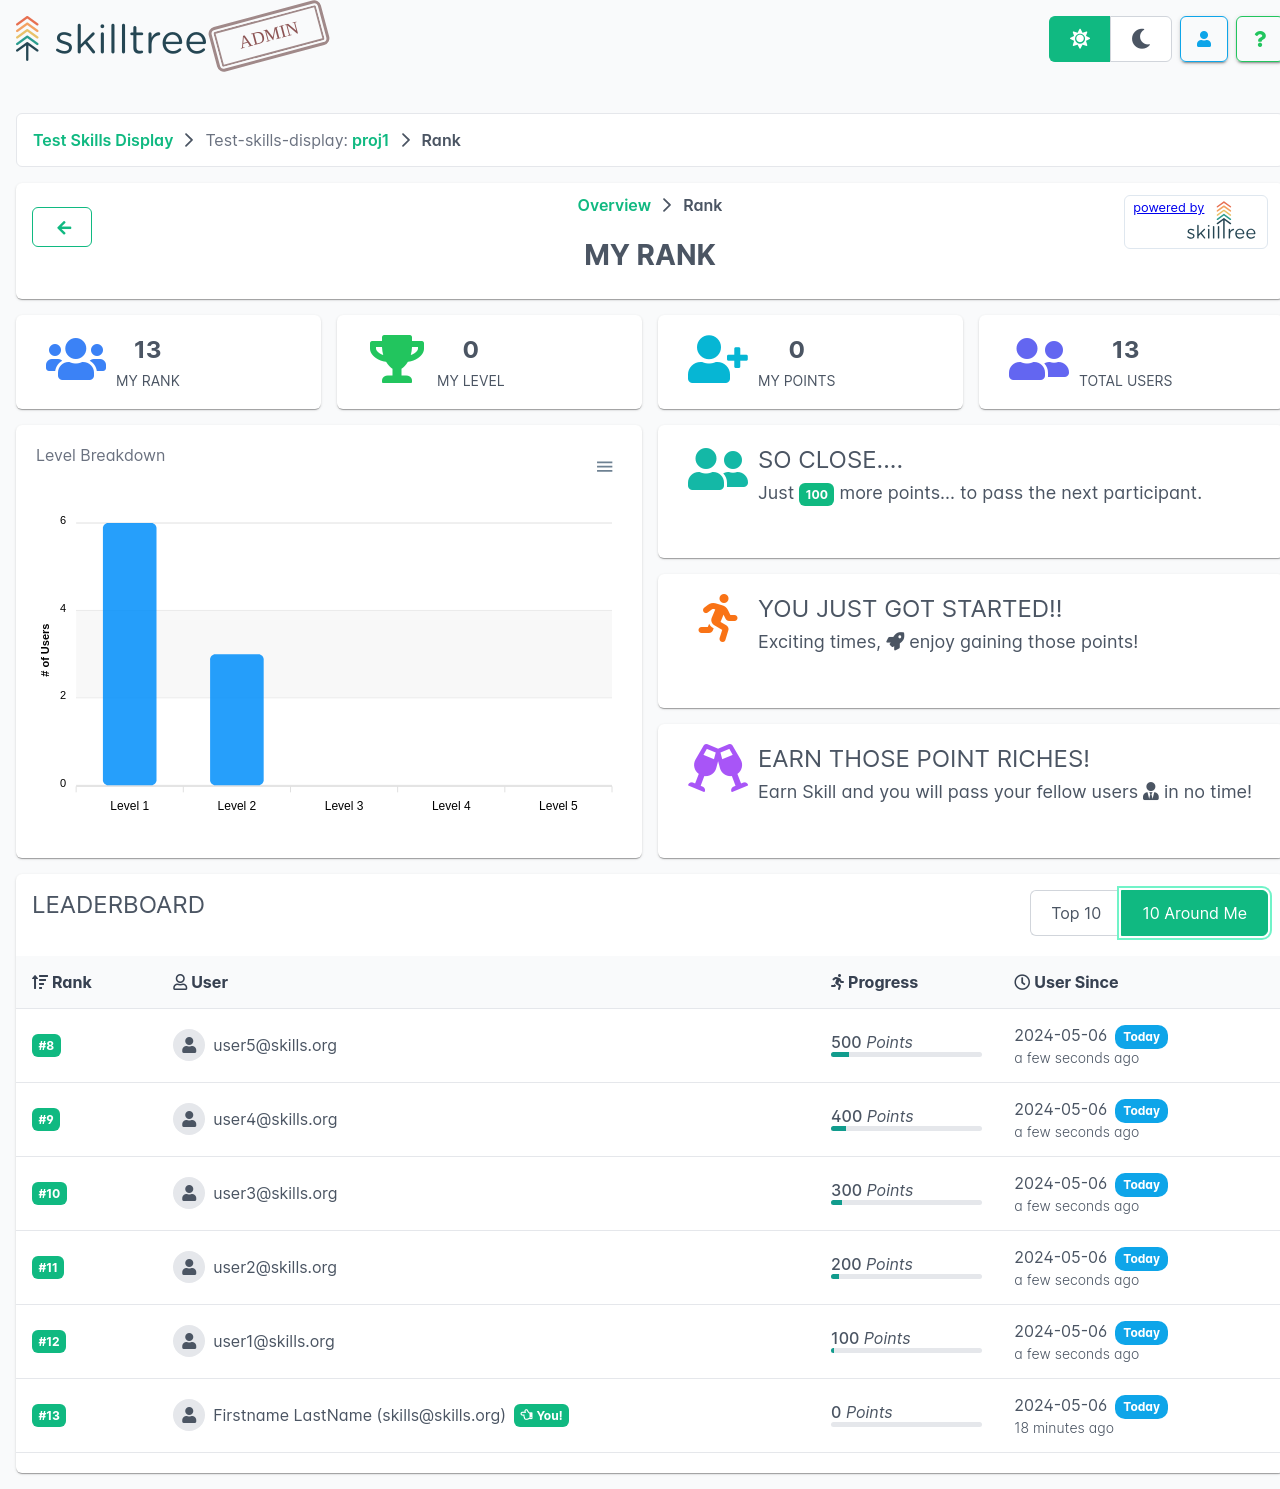 skilltree ADMIN
?
Test Skills Display > Test-skills-display: proj1 > Rank
Overview > Rank
powered by
skilltree
MY RANK
13
MY RANK
0
MY LEVEL
0
MY POINTS
13
TOTAL USERS
Level Breakdown
6
4
2
0
# of Users
Level 1 Level 2 Level 3 Level 4 Level 5
SO CLOSE....
Just 100 more points... to pass the next participant.
YOU JUST GOT STARTED!!
Exciting times, enjoy gaining those points!
EARN THOSE POINT RICHES!
Earn Skill and you will pass your fellow users in no time!
LEADERBOARD
Top 10 10 Around Me
Rank User Progress User Since
#8 user5@skills.org 500 Points 2024-05-06 Today
a few seconds ago
#9 user4@skills.org 400 Points 2024-05-06 Today
a few seconds ago
#10 user3@skills.org 300 Points 2024-05-06 Today
a few seconds ago
#11 user2@skills.org 200 Points 2024-05-06 Today
a few seconds ago
#12 user1@skills.org 100 Points 2024-05-06 Today
a few seconds ago
#13 Firstname LastName (skills@skills.org) You! 0 Points 2024-05-06 Today
18 minutes ago